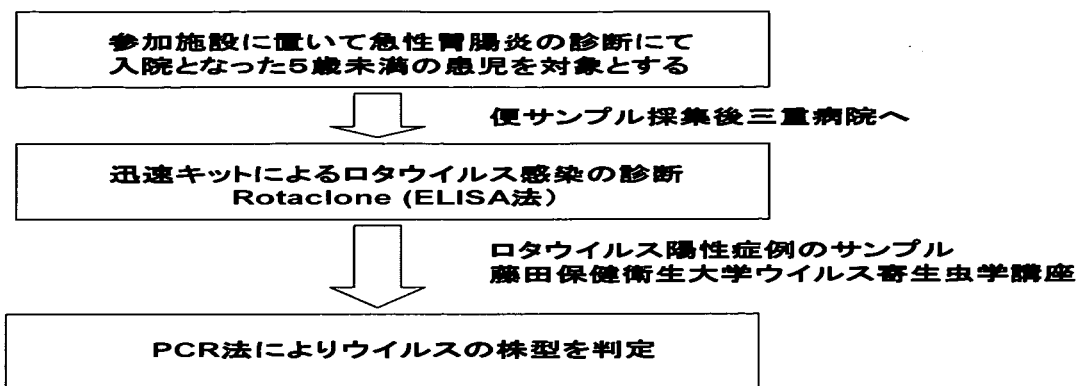 参加施設に置いて急性胃腸炎の診断にて
入院となった5歳未満の患児を対象とする
便サンプル採集後三重病院へ
迅速キットによるロタウイルス感染の診断
Rotaclone (ELISA法)
ロタウイルス陽性症例のサンプル
藤田保健衛生大学ウイルス寄生虫学講座
PCR法によりウイルスの株型を判定